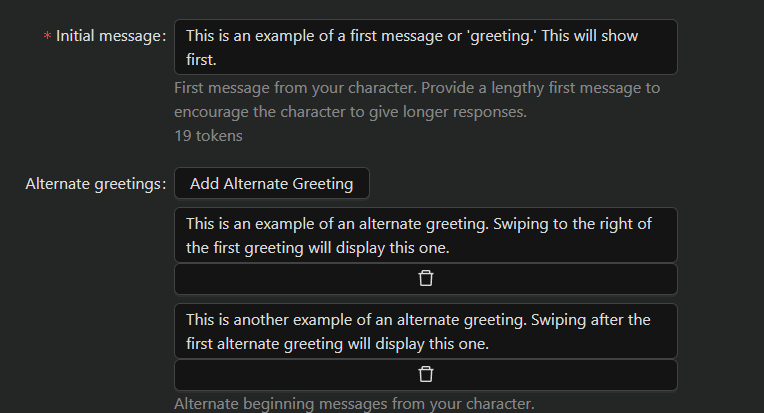 * Initial message:
This is an example of a first message or 'greeting.' This will show
first.
First message from your character. Provide a lengthy first message to
encourage the character to give longer responses.
19 tokens
Alternate greetings:
Add Alternate Greeting
This is an example of an alternate greeting. Swiping to the right of
the first greeting will display this one.
This is another example of an alternate greeting. Swiping after the
first alternate greeting will display this one.
Alternate beginning messages from your character.